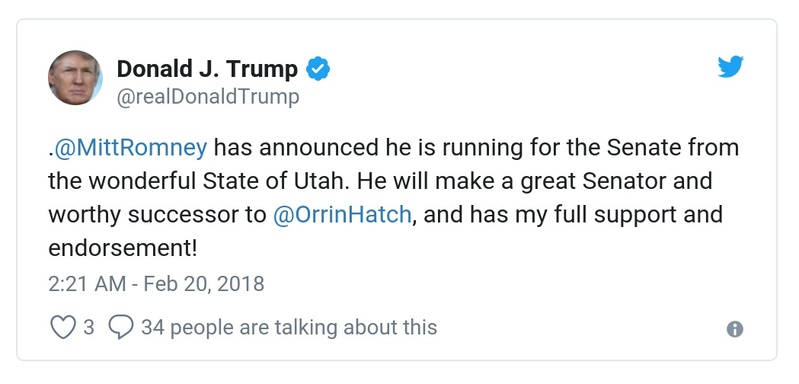 Donald J. Trump
@realDonaldTrump
.@MittRomney has announced he is running for the Senate from
the wonderful State of Utah. He will make a great Senator and
worthy successor to @OrrinHatch, and has my full support and
endorsement!
2:21 AM - Feb 20, 2018
3 34 people are talking about this